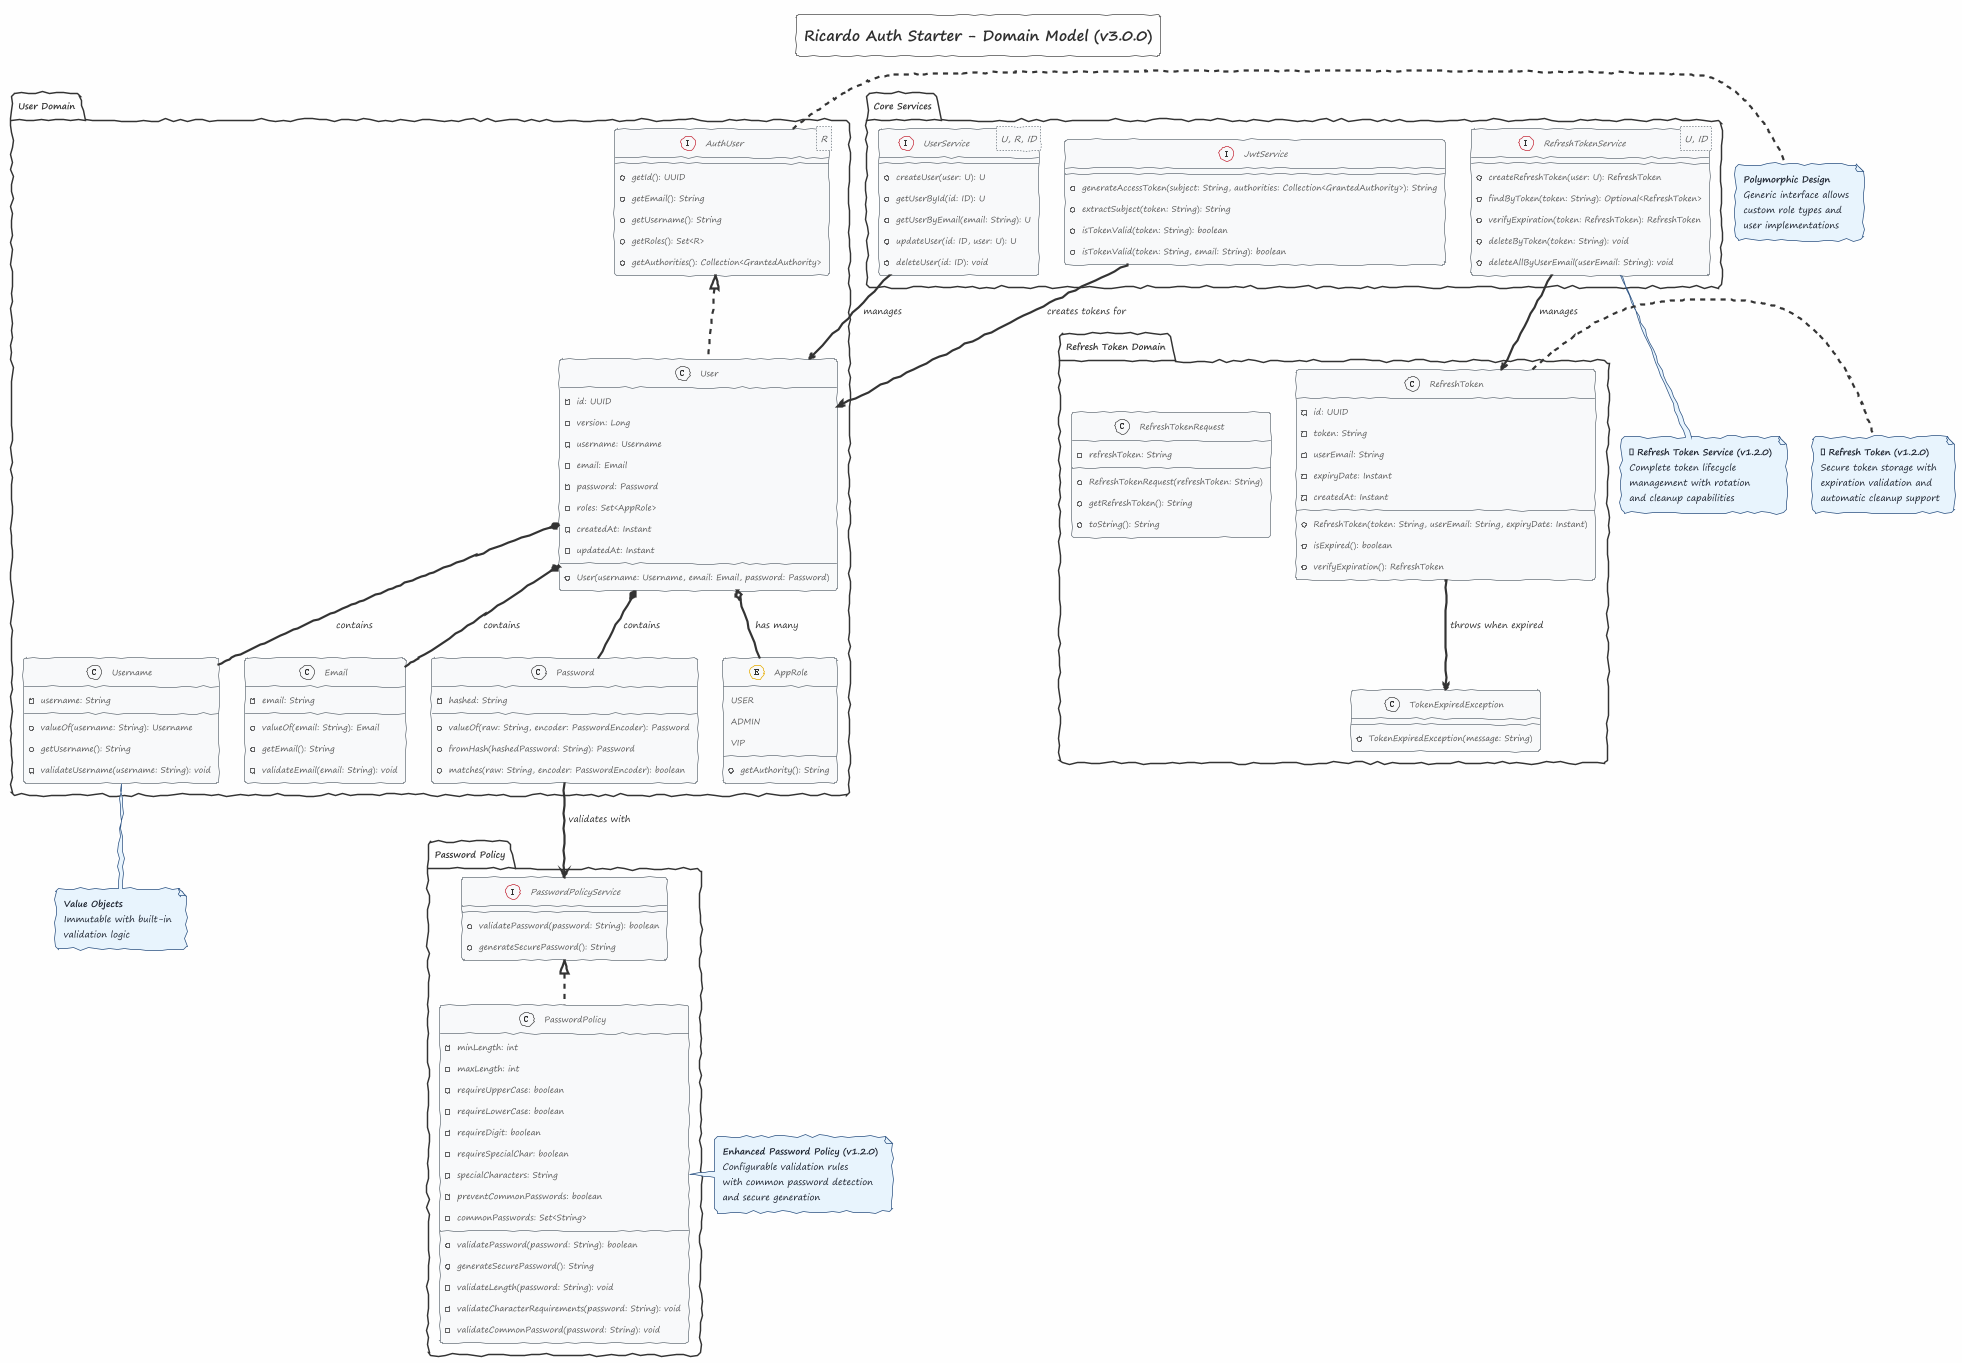 Ricardo Auth Starter - Domain Model (v3.0.0)
User Domain
I AuthUser
R
getId(): UUID
getEmail(): String
getUsername(): String
getRoles(): Set<R>
getAuthorities(): Collection<GrantedAuthority>
C User
id: UUID
version: Long
username: Username
email: Email
password: Password
roles: Set<AppRole>
createdAt: Instant
updatedAt: Instant
User(username: Username, email: Email, password: Password)
contains
contains
contains
has many
C Username
username: String
valueOf(username: String): Username
getUsername(): String
validateUsername(username: String): void
C Email
email: String
valueOf(email: String): Email
getEmail(): String
validateEmail(email: String): void
C Password
hashed: String
valueOf(raw: String, encoder: PasswordEncoder): Password
fromHash(hashedPassword: String): Password
matches(raw: String, encoder: PasswordEncoder): boolean
E AppRole
USER
ADMIN
VIP
getAuthority(): String
Core Services
I UserService
U, R, ID
createUser(user: U): U
getUserById(id: ID): U
getUserByEmail(email: String): U
updateUser(id: ID, user: U): U
deleteUser(id: ID): void
I JwtService
generateAccessToken(subject: String, authorities: Collection<GrantedAuthority>): String
extractSubject(token: String): String
isTokenValid(token: String): boolean
isTokenValid(token: String, email: String): boolean
I RefreshTokenService
U, ID
createRefreshToken(user: U): RefreshToken
findByToken(token: String): Optional<RefreshToken>
verifyExpiration(token: RefreshToken): RefreshToken
deleteByToken(token: String): void
deleteAllByUserEmail(userEmail: String): void
Polymorphic Design
Generic interface allows
custom role types and
user implementations
manages
creates tokens for
manages
Refresh Token Domain
C RefreshTokenRequest
refreshToken: String
RefreshTokenRequest(refreshToken: String)
getRefreshToken(): String
toString(): String
C RefreshToken
id: UUID
token: String
userEmail: String
expiryDate: Instant
createdAt: Instant
RefreshToken(token: String, userEmail: String, expiryDate: Instant)
isExpired(): boolean
verifyExpiration(): RefreshToken
throws when expired
C TokenExpiredException
TokenExpiredException(message: String)
Refresh Token Service (v1.2.0)
Complete token lifecycle
management with rotation
and cleanup capabilities
Refresh Token (v1.2.0)
Secure token storage with
expiration validation and
automatic cleanup support
validates with
Value Objects
Immutable with built-in
validation logic
Password Policy
I PasswordPolicyService
validatePassword(password: String): boolean
generateSecurePassword(): String
C PasswordPolicy
minLength: int
maxLength: int
requireUpperCase: boolean
requireLowerCase: boolean
requireDigit: boolean
requireSpecialChar: boolean
specialCharacters: String
preventCommonPasswords: boolean
commonPasswords: Set<String>
validatePassword(password: String): boolean
generateSecurePassword(): String
validateLength(password: String): void
validateCharacterRequirements(password: String): void
validateCommonPassword(password: String): void
Enhanced Password Policy (v1.2.0)
Configurable validation rules
with common password detection
and secure generation